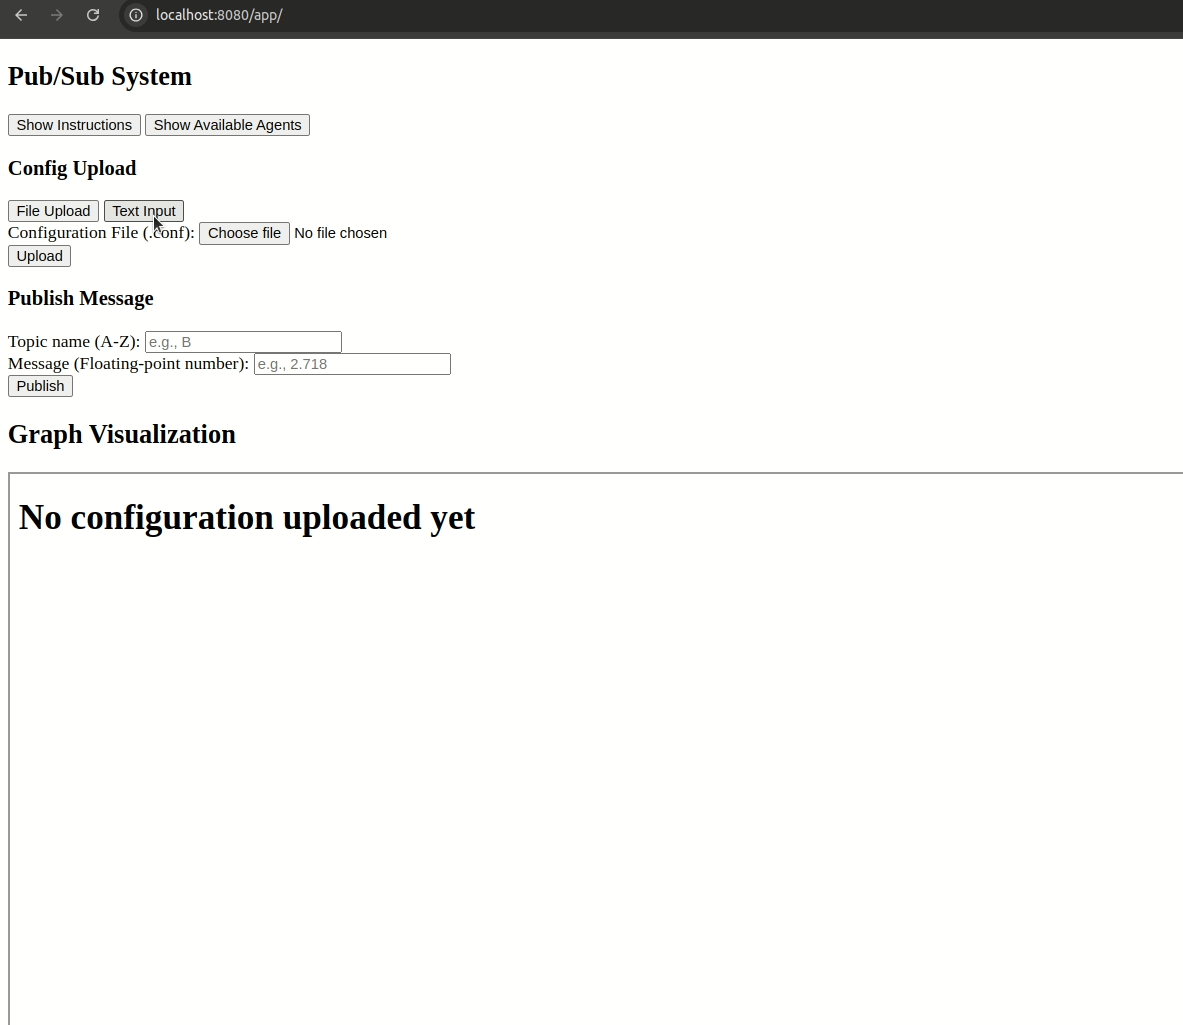 localhost:8080/app/
Pub/Sub System
Show Instructions Show Available Agents
Config Upload
File Upload Text Input
Configuration File (.conf): Choose file No file chosen
Upload
Publish Message
Topic name (A-Z): e.g., B
Message (Floating-point number): e.g., 2.718
Publish
Graph Visualization
No configuration uploaded yet